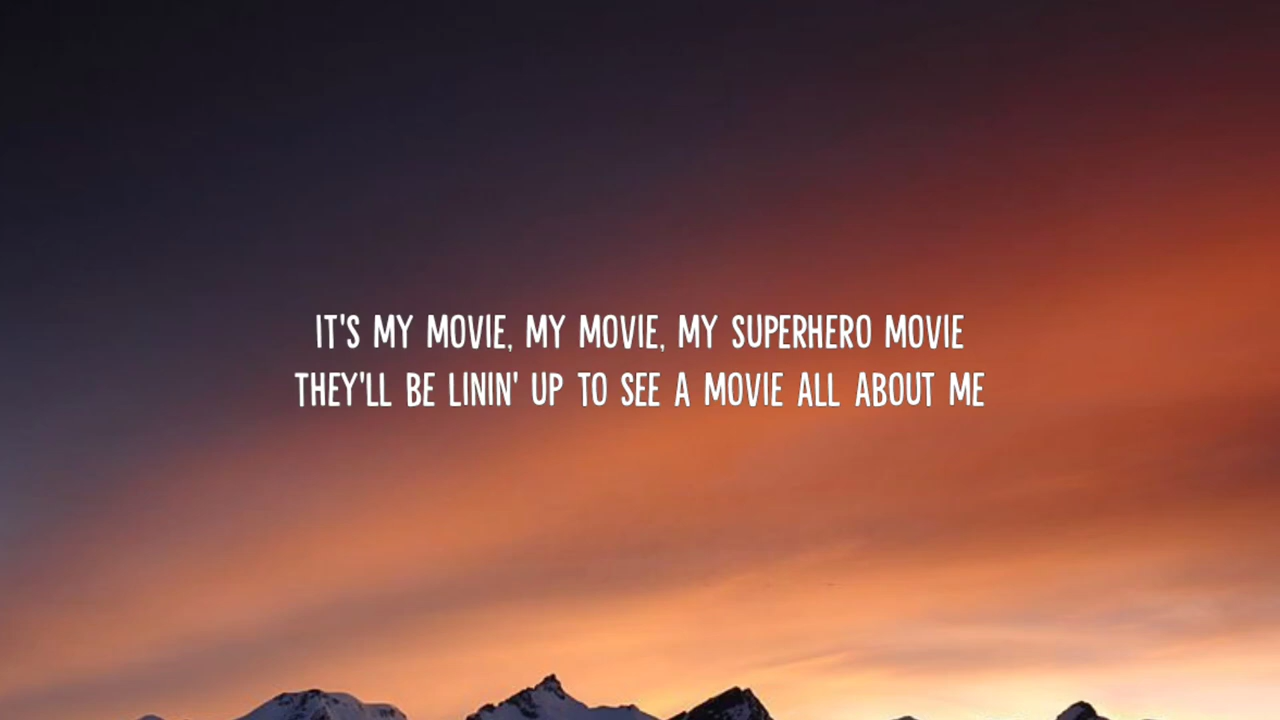 IT'S MY MOVIE, MY MOVIE, MY SUPERHERO MOVIE
THEY'LL BE LININ' UP TO SEE A MOVIE ALL ABOUT ME